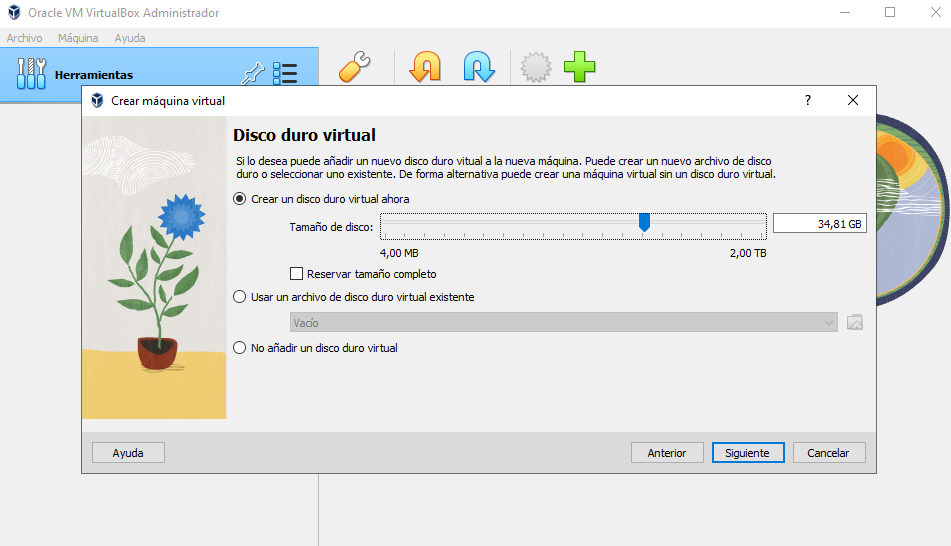 Oracle VM VirtualBox Administrador
Archivo Máquina Ayuda
Herramientas
Crear máquina virtual
?
Disco duro virtual
Si lo desea puede añadir un nuevo disco duro vitual a la nueva máquina. Puede crear un nuevo archivo de disco
duro o seleccionar uno existente. De forma alternativa puede crear una máquina virtual sin un disco duro virtual.
Crear un disco duro virtual ahora
Tamaño de disco:
34,81 GB
4,00 MB 2,00 TB
Reservar tamaño completo
Usar un archivo de disco duro virtual existente
Vacío
No añadir un disco duro virtual
Ayuda Anterior Siguiente Cancelar